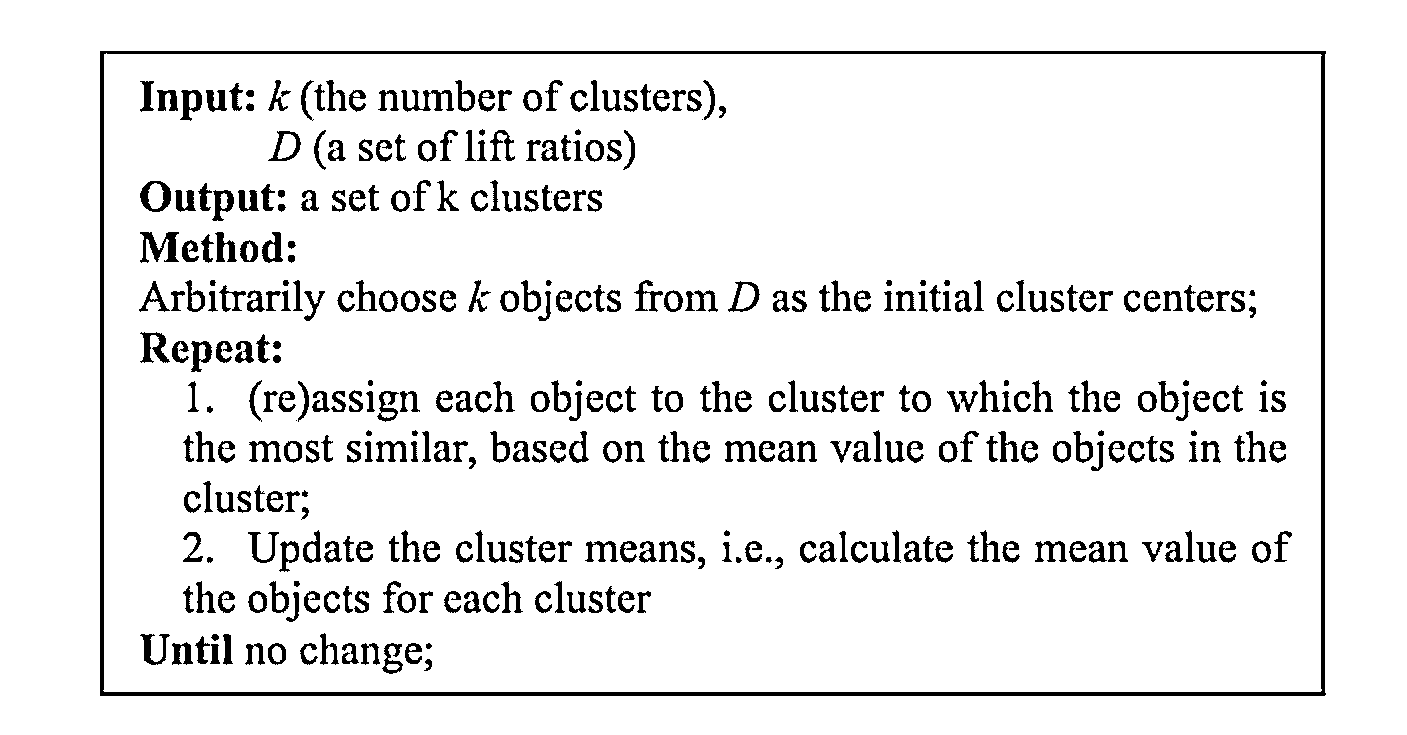 Input: k (the number of clusters),
D (a set of lift ratios)
Output: a set of k clusters
Method:
Arbitrarily choose k objects from D as the initial cluster centers;
Repeat:
1. (re)assign each object to the cluster to which the object is
the most similar, based on the mean value of the objects in the
cluster;
2. Update the cluster means, i.e., calculate the mean value of
the objects for each cluster
Until no change;